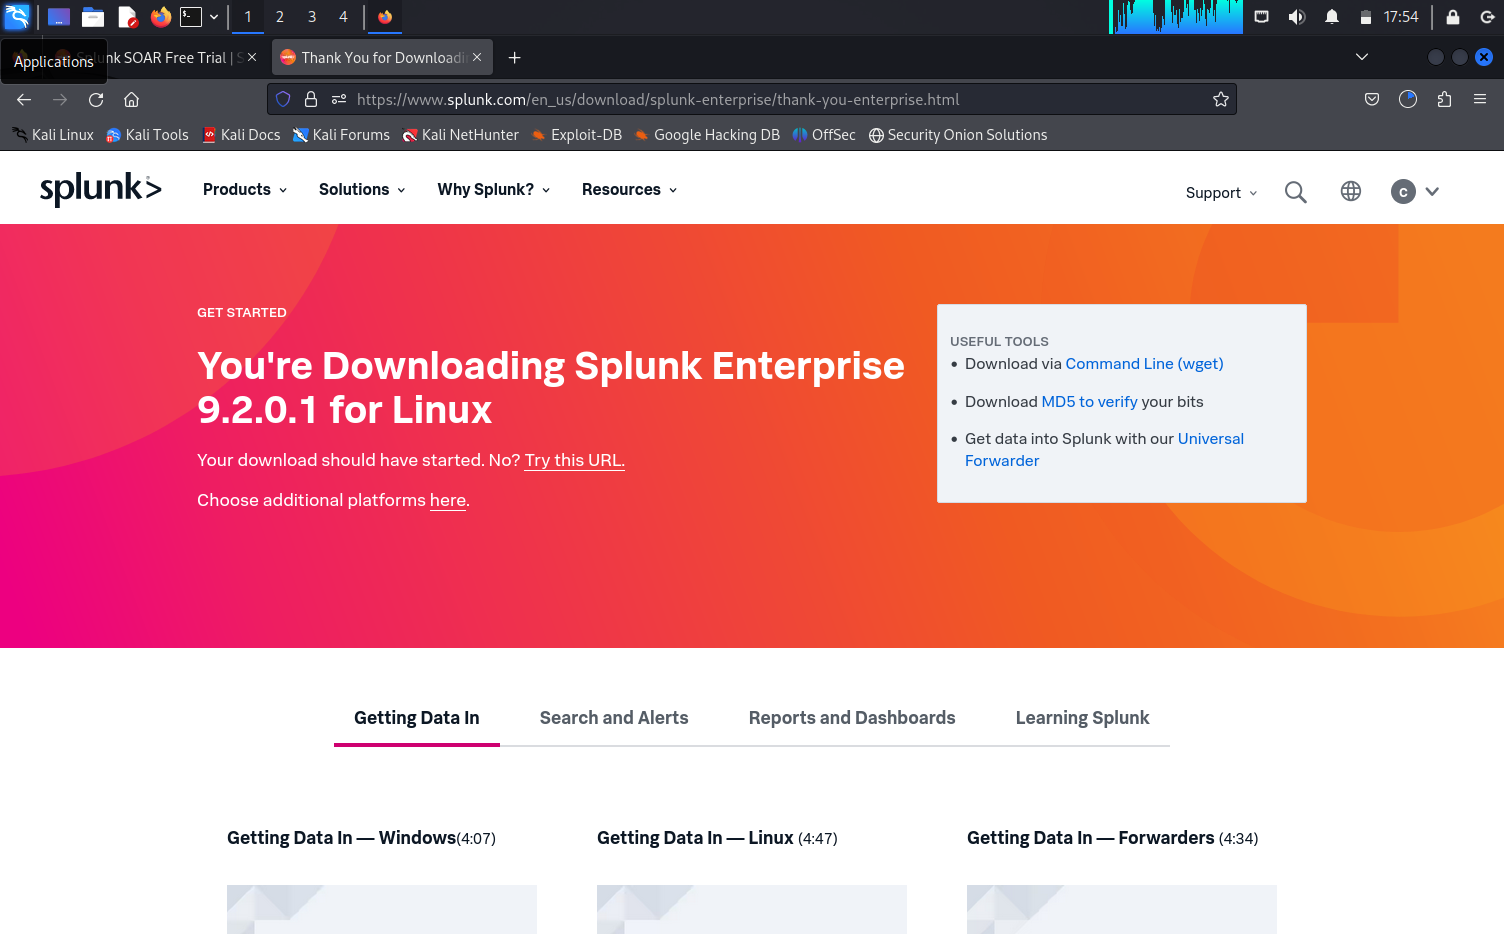 1 2 3 4 17:54
Applications
Splunk SOAR Free Trial | S
Thank You for Downloadin
https://www.splunk.com/en_us/download/splunk-enterprise/thank-you-enterprise.html
Kali Linux Kali Tools Kali Docs Kali Forums Kali NetHunter Exploit-DB Google Hacking DB OffSec Security Onion Solutions
splunk> Products Solutions Why Splunk? Resources Support C
GET STARTED
You're Downloading Splunk Enterprise
9.2.0.1 for Linux
Your download should have started. No? Try this URL.
Choose additional platforms here.
USEFUL TOOLS
• Download via Command Line (wget)
• Download MD5 to verify your bits
• Get data into Splunk with our Universal
Forwarder
Getting Data In Search and Alerts Reports and Dashboards Learning Splunk
Getting Data In — Windows(4:07)
Getting Data In — Linux (4:47)
Getting Data In — Forwarders (4:34)